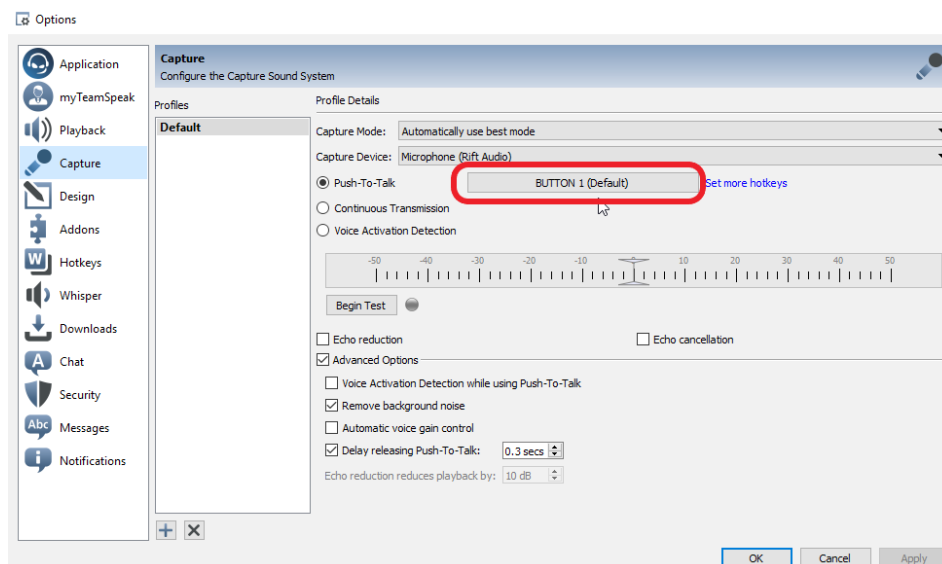 Options
Application
myTeamSpeak
Playback
Capture
Design
Addons
Hotkeys
Whisper
Downloads
Chat
Security
Messages
Notifications
Capture
Configure the Capture Sound System
Profiles
Default
Profile Details
Capture Mode: Automatically use best mode
Capture Device: Microphone (Rift Audio)
Push-To-Talk BUTTON 1 (Default) Set more hotkeys
Continuous Transmission
Voice Activation Detection
-50 -40 -30 -20 -10 10 20 30 40 50
Begin Test
Echo reduction Echo cancellation
Advanced Options
Voice Activation Detection while using Push-To-Talk
Remove background noise
Automatic voice gain control
Delay releasing Push-To-Talk: 0.3 secs
Echo reduction reduces playback by: 10 dB
OK Cancel Apply
W
A
Abc